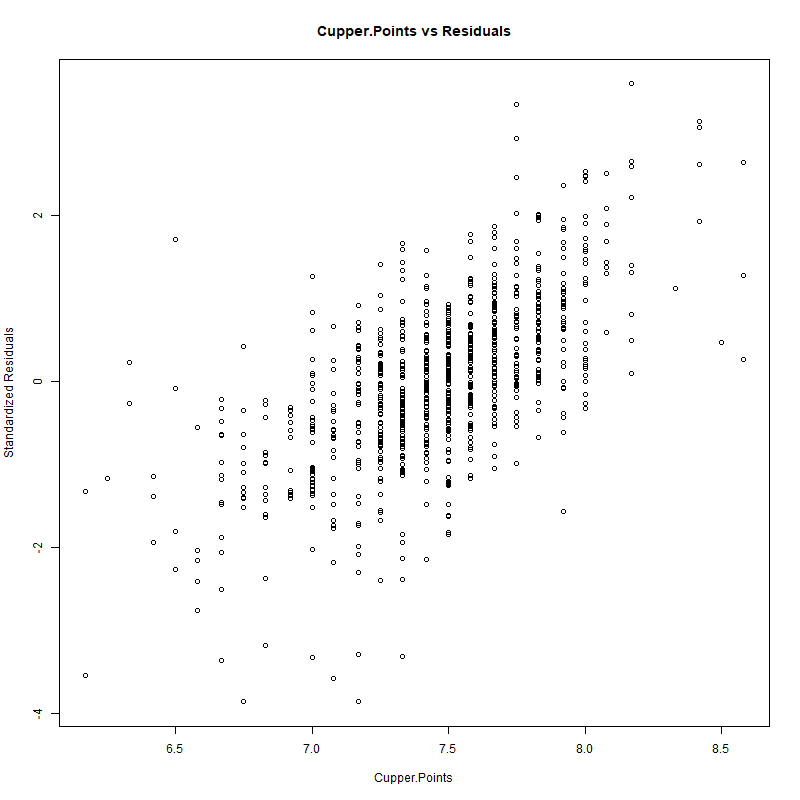 Cupper.Points vs Residuals
Standardized Residuals
2
0
-2
-4
6.5 7.0 7.5 8.0 8.5
Cupper.Points